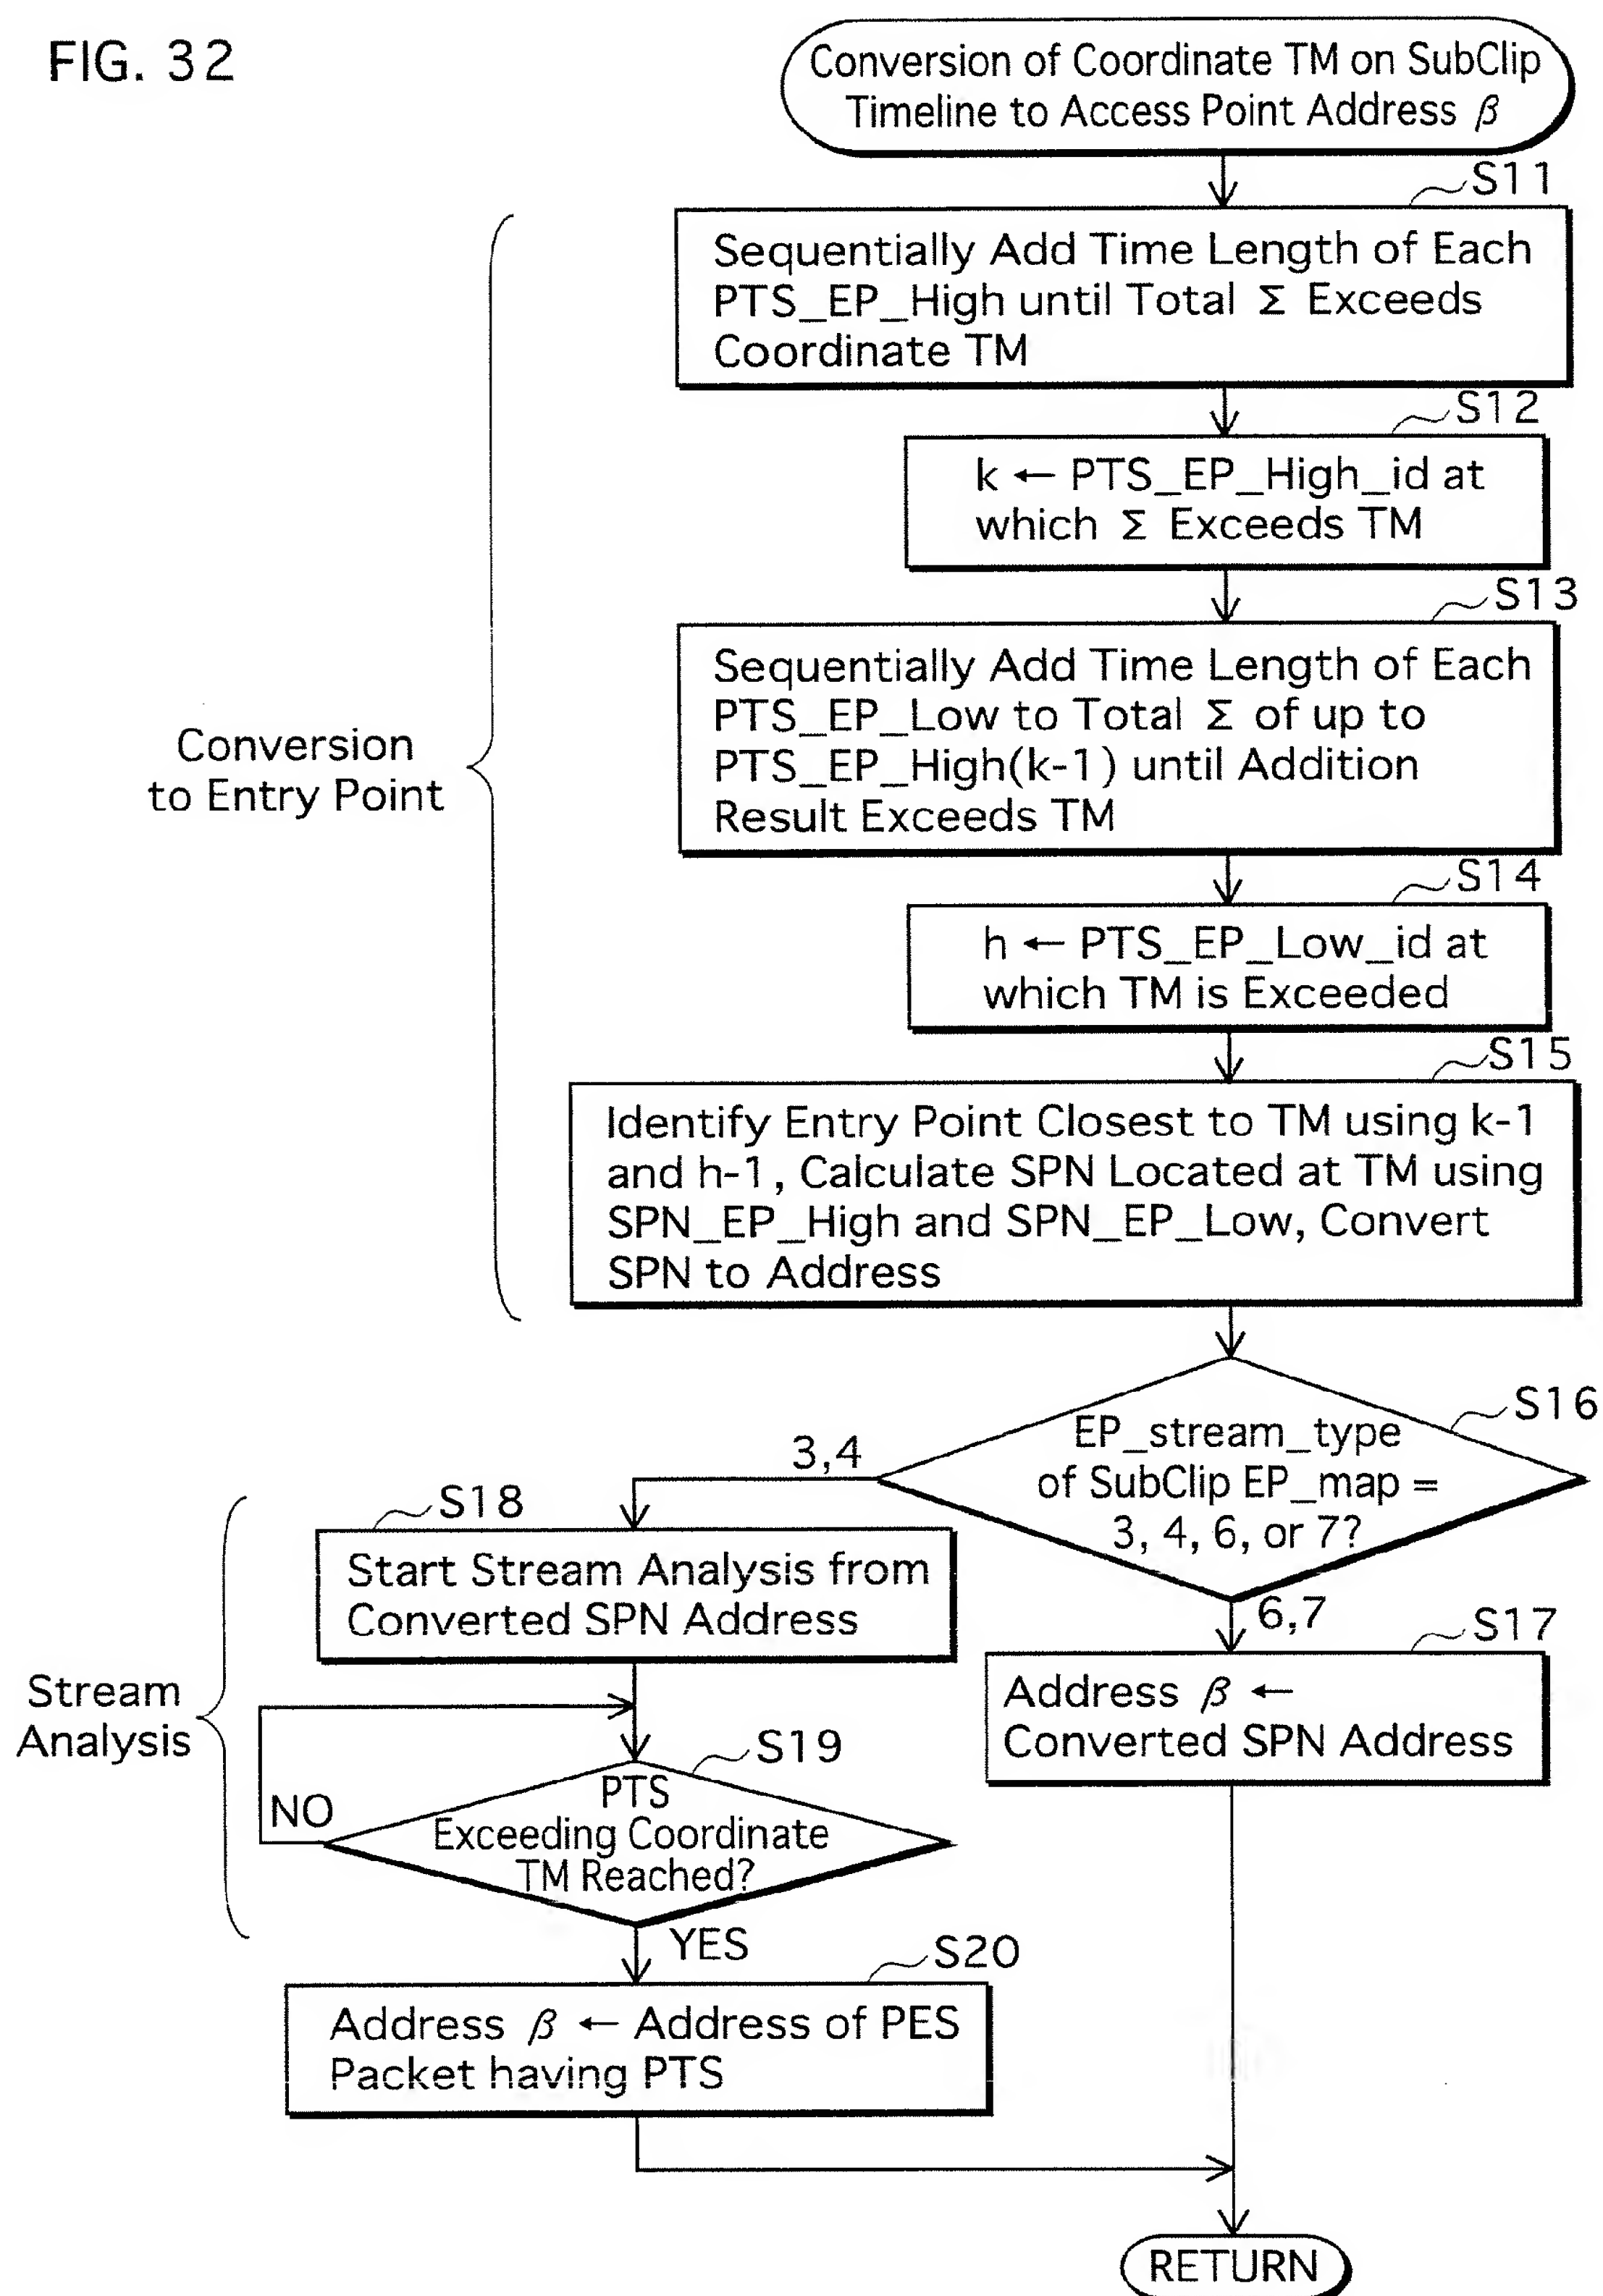 FIG. 32
Conversion of Coordinate TM on SubClip
Timeline to Access Point Address β
S11
Sequentially Add Time Length of Each
PTS_EP_High until Total Σ Exceeds
Coordinate TM
S12
k ← PTS_EP_High_id at
which Σ Exceeds TM
S13
Sequentially Add Time Length of Each
PTS_EP_Low to Total Σ of up to
PTS_EP_High(k-1) until Addition
Result Exceeds TM
Conversion
to Entry Point
S14
h ← PTS_EP_Low_id at
which TM is Exceeded
S15
Identify Entry Point Closest to TM using k-1
and h-1, Calculate SPN Located at TM using
SPN_EP_High and SPN_EP_Low, Convert
SPN to Address
S16
EP_stream_type
of SubClip EP_map =
3, 4, 6, or 7?
3,4
6,7
S18
Start Stream Analysis from
Converted SPN Address
S17
Address β ←
Converted SPN Address
Stream
Analysis
S19
PTS
Exceeding Coordinate
TM Reached?
NO
YES
S20
Address β ← Address of PES
Packet having PTS
RETURN